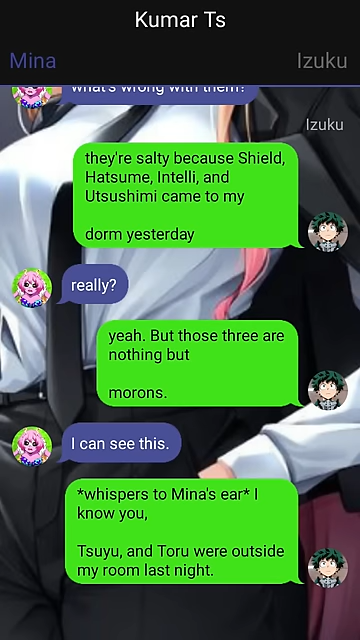 Kumar Ts
Mina
Izuku
what's wrong with them?
Izuku
they're salty because Shield,
Hatsume, Intelli, and
Utsushimi came to my
dorm yesterday
really?
yeah. But those three are
nothing but
morons.
I can see this.
*whispers to Mina's ear* I
know you,
Tsuyu, and Toru were outside
my room last night.